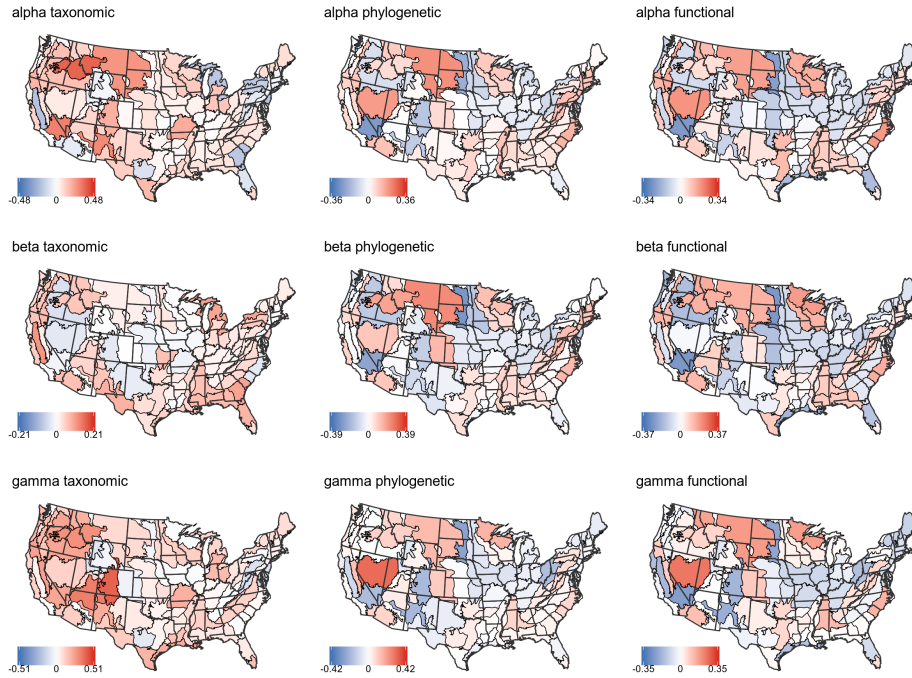 alpha taxonomic
alpha phylogenetic
alpha functional
-0.48 0 0.48
-0.36 0 0.36
-0.34 0 0.34
beta taxonomic
beta phylogenetic
beta functional
-0.21 0 0.21
-0.39 0 0.39
-0.37 0 0.37
gamma taxonomic
gamma phylogenetic
gamma functional
-0.51 0 0.51
-0.42 0 0.42
-0.35 0 0.35